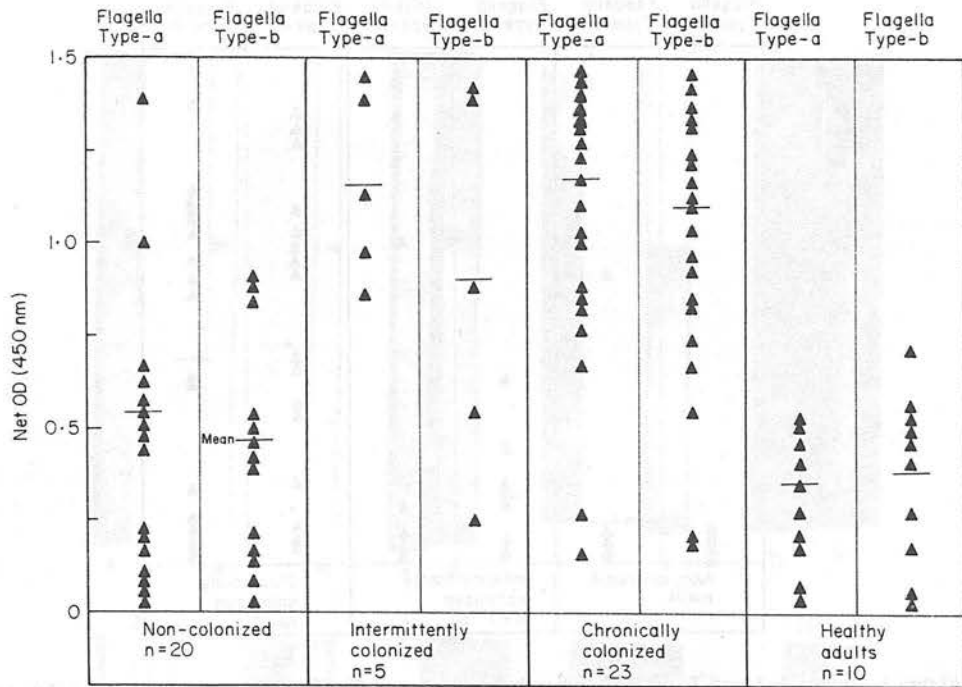 Flagella Type-a
Flagella Type-b
Flagella Type-a
Flagella Type-b
Flagella Type-a
Flagella Type-b
Flagella Type-a
Flagella Type-b
1·5
1·0
0·5
0
Net OD (450 nm)
Mean
Non-colonized
n=20
Intermittently
colonized
n=5
Chronically
colonized
n=23
Healthy
adults
n=10